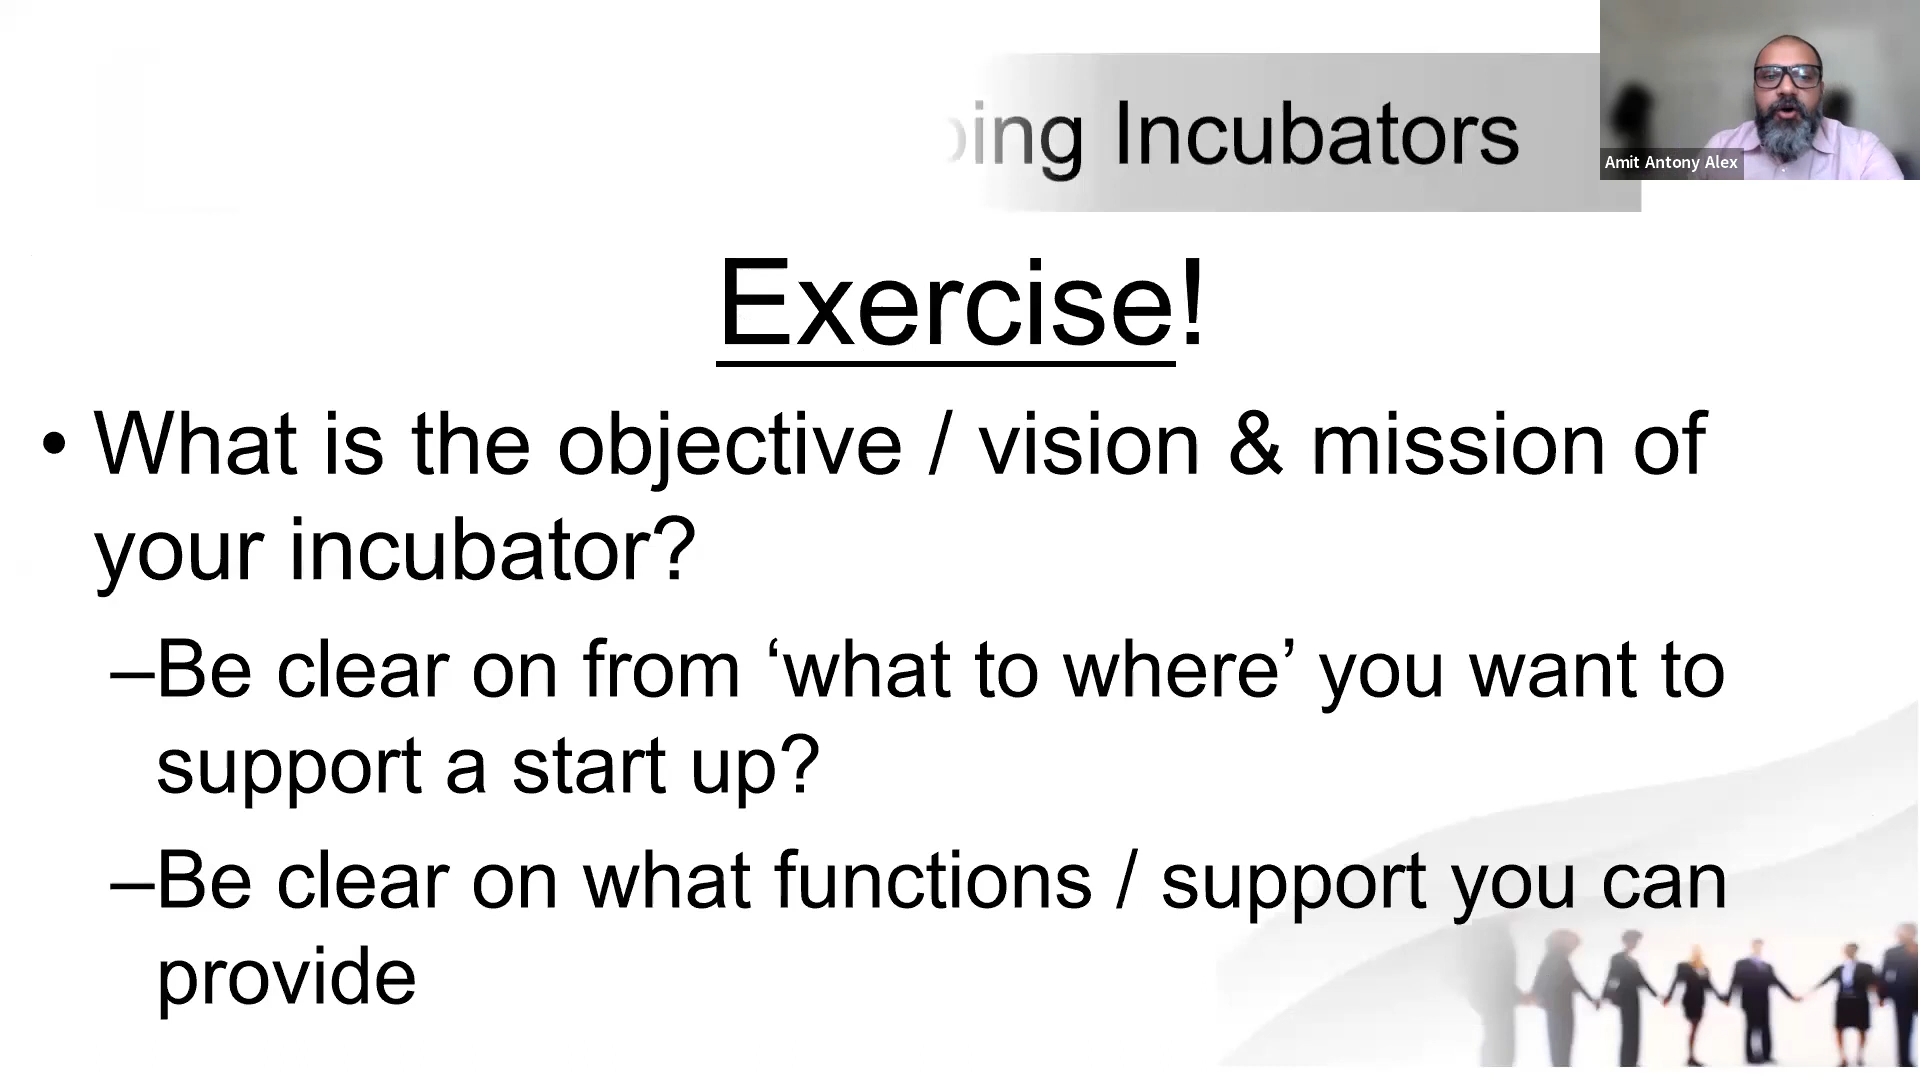 Incubators
Amit Antony Alex
Exercise!
• What is the objective / vision & mission of
your incubator?
–Be clear on from ‘what to where’ you want to
support a start up?
–Be clear on what functions / support you can
provide